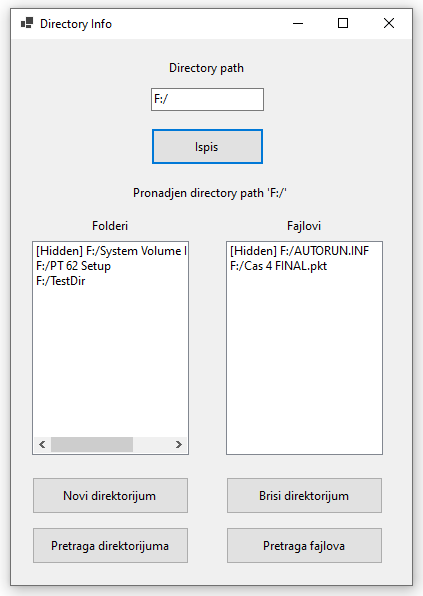 Directory Info
Directory path
F:/
Ispis
Pronadjen directory path 'F:/'
Folderi
Fajlovi
[Hidden] F:/System Volume I
F:/PT 62 Setup
F:/TestDir
[Hidden] F:/AUTORUN.INF
F:/Cas 4 FINAL.pkt
Novi direktorijum
Brisi direktorijum
Pretraga direktorijuma
Pretraga fajlova